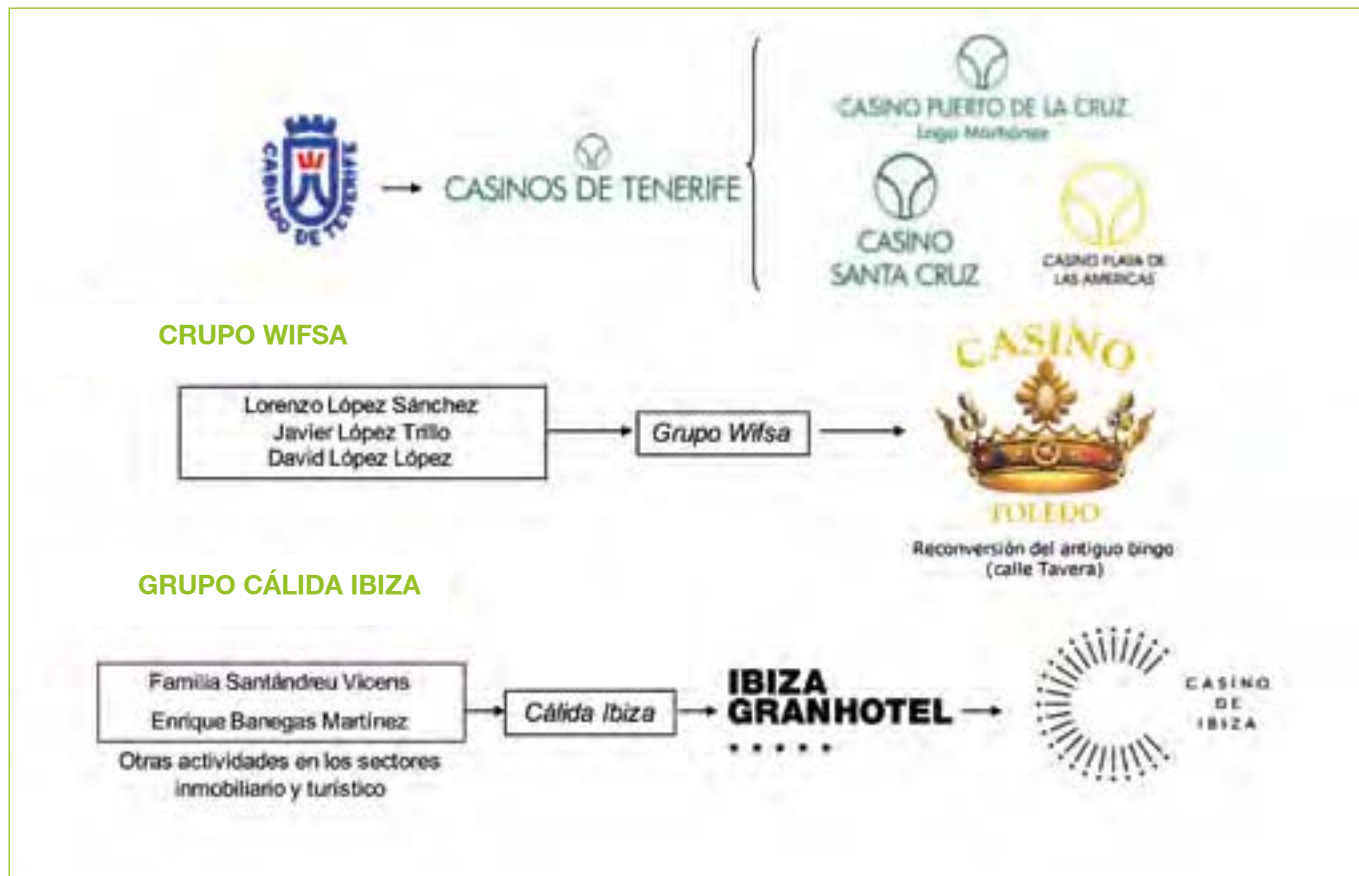 CABILDO DE TENERIFE
CASINOS DE TENERIFE
CASINO PUERTO DE LA CRUZ
Lago Martiánez
CASINO
SANTA CRUZ
CASINO PLAYA DE
LAS AMERICAS
CRUPO WIFSA
Lorenzo López Sánchez
Javier López Trillo
David López López
Grupo Wifsa
CASINO
TOLEDO
Reconversión del antiguo bingo
(calle Tavera)
GRUPO CÁLIDA IBIZA
Familia Santándreu Vicens
Enrique Banegas Martínez
Otras actividades en los sectores
inmobiliario y turístico
Cálida Ibiza
IBIZA
GRANHOTEL
CASINO
DE
IBIZA